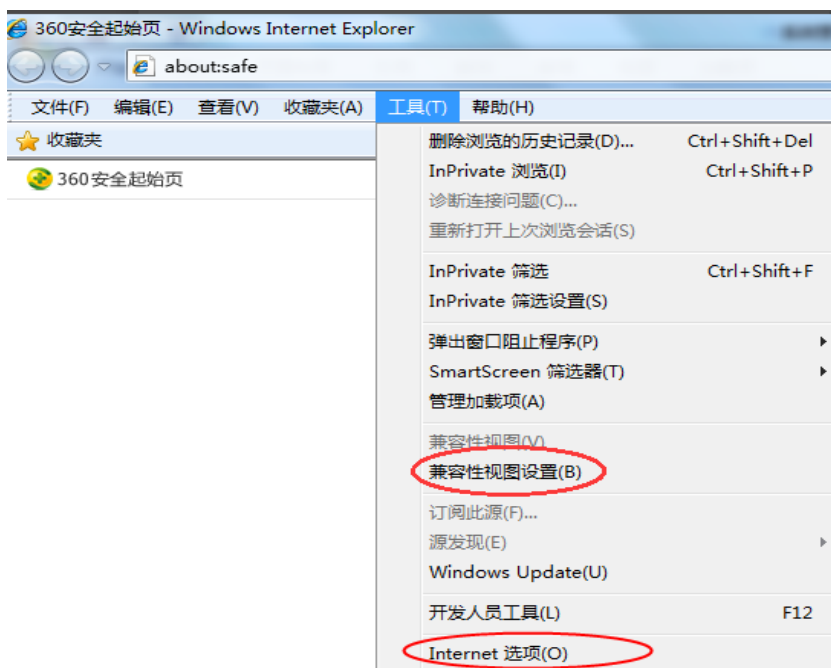 360安全起始页 - Windows Internet Explorer
about:safe
文件(F) 编辑(E) 查看(V) 收藏夹(A) 工具(T) 帮助(H)
收藏夹
360安全起始页
删除浏览的历史记录(D)... Ctrl+Shift+Del
InPrivate 浏览(I) Ctrl+Shift+P
诊断连接问题(C)...
重新打开上次浏览会话(S)
InPrivate 筛选 Ctrl+Shift+F
InPrivate 筛选设置(S)
弹出窗口阻止程序(P)
SmartScreen 筛选器(T)
管理加载项(A)
兼容性视图(V)
兼容性视图设置(B)
订阅此源(F)...
源发现(E)
Windows Update(U)
开发人员工具(L) F12
Internet 选项(O)